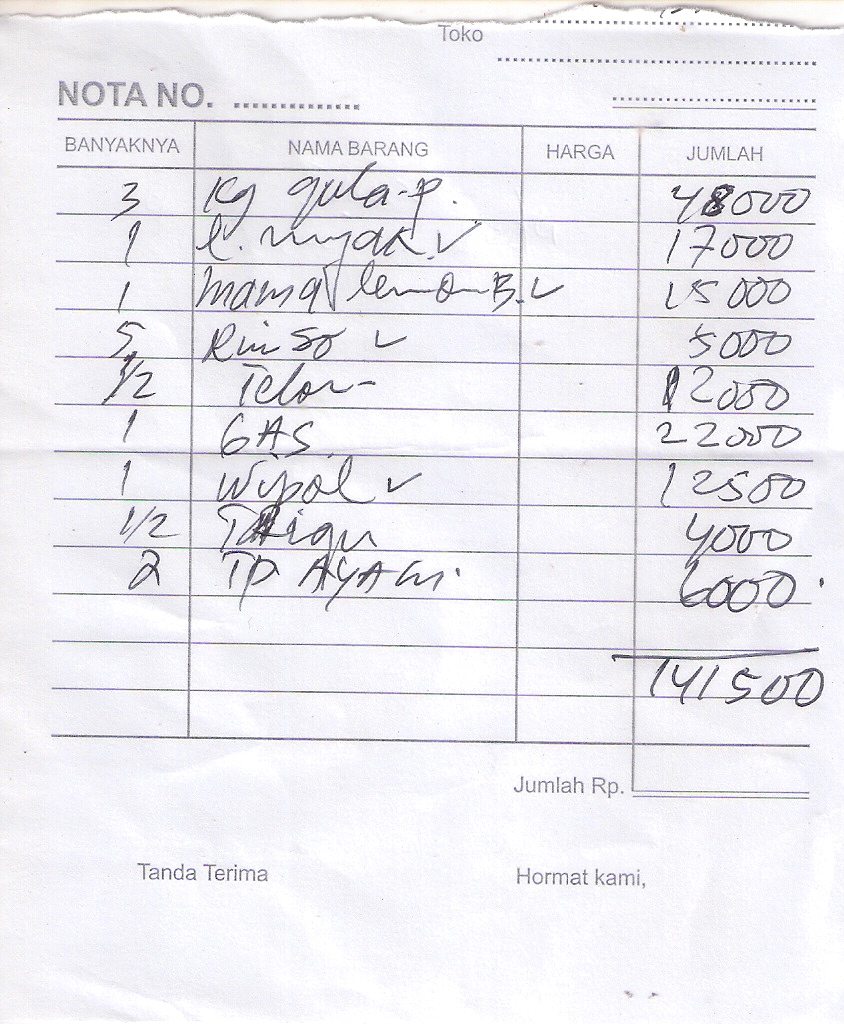 Toko
NOTA NO.
BANYAKNYA NAMA BARANG HARGA JUMLAH
3 Kg gula-p. 48000
1 l. minyak. ✓ 17000
1 mama lemon B. ✓ 15000
5 Rinso ✓ 5000
1/2 Telor- 12000
1 GAS. 22000
1 Wipol ✓ 12500
1/2 TRigu 4000
2 TP AYAM. 6000
141500
Jumlah Rp.
Tanda Terima Hormat kami,